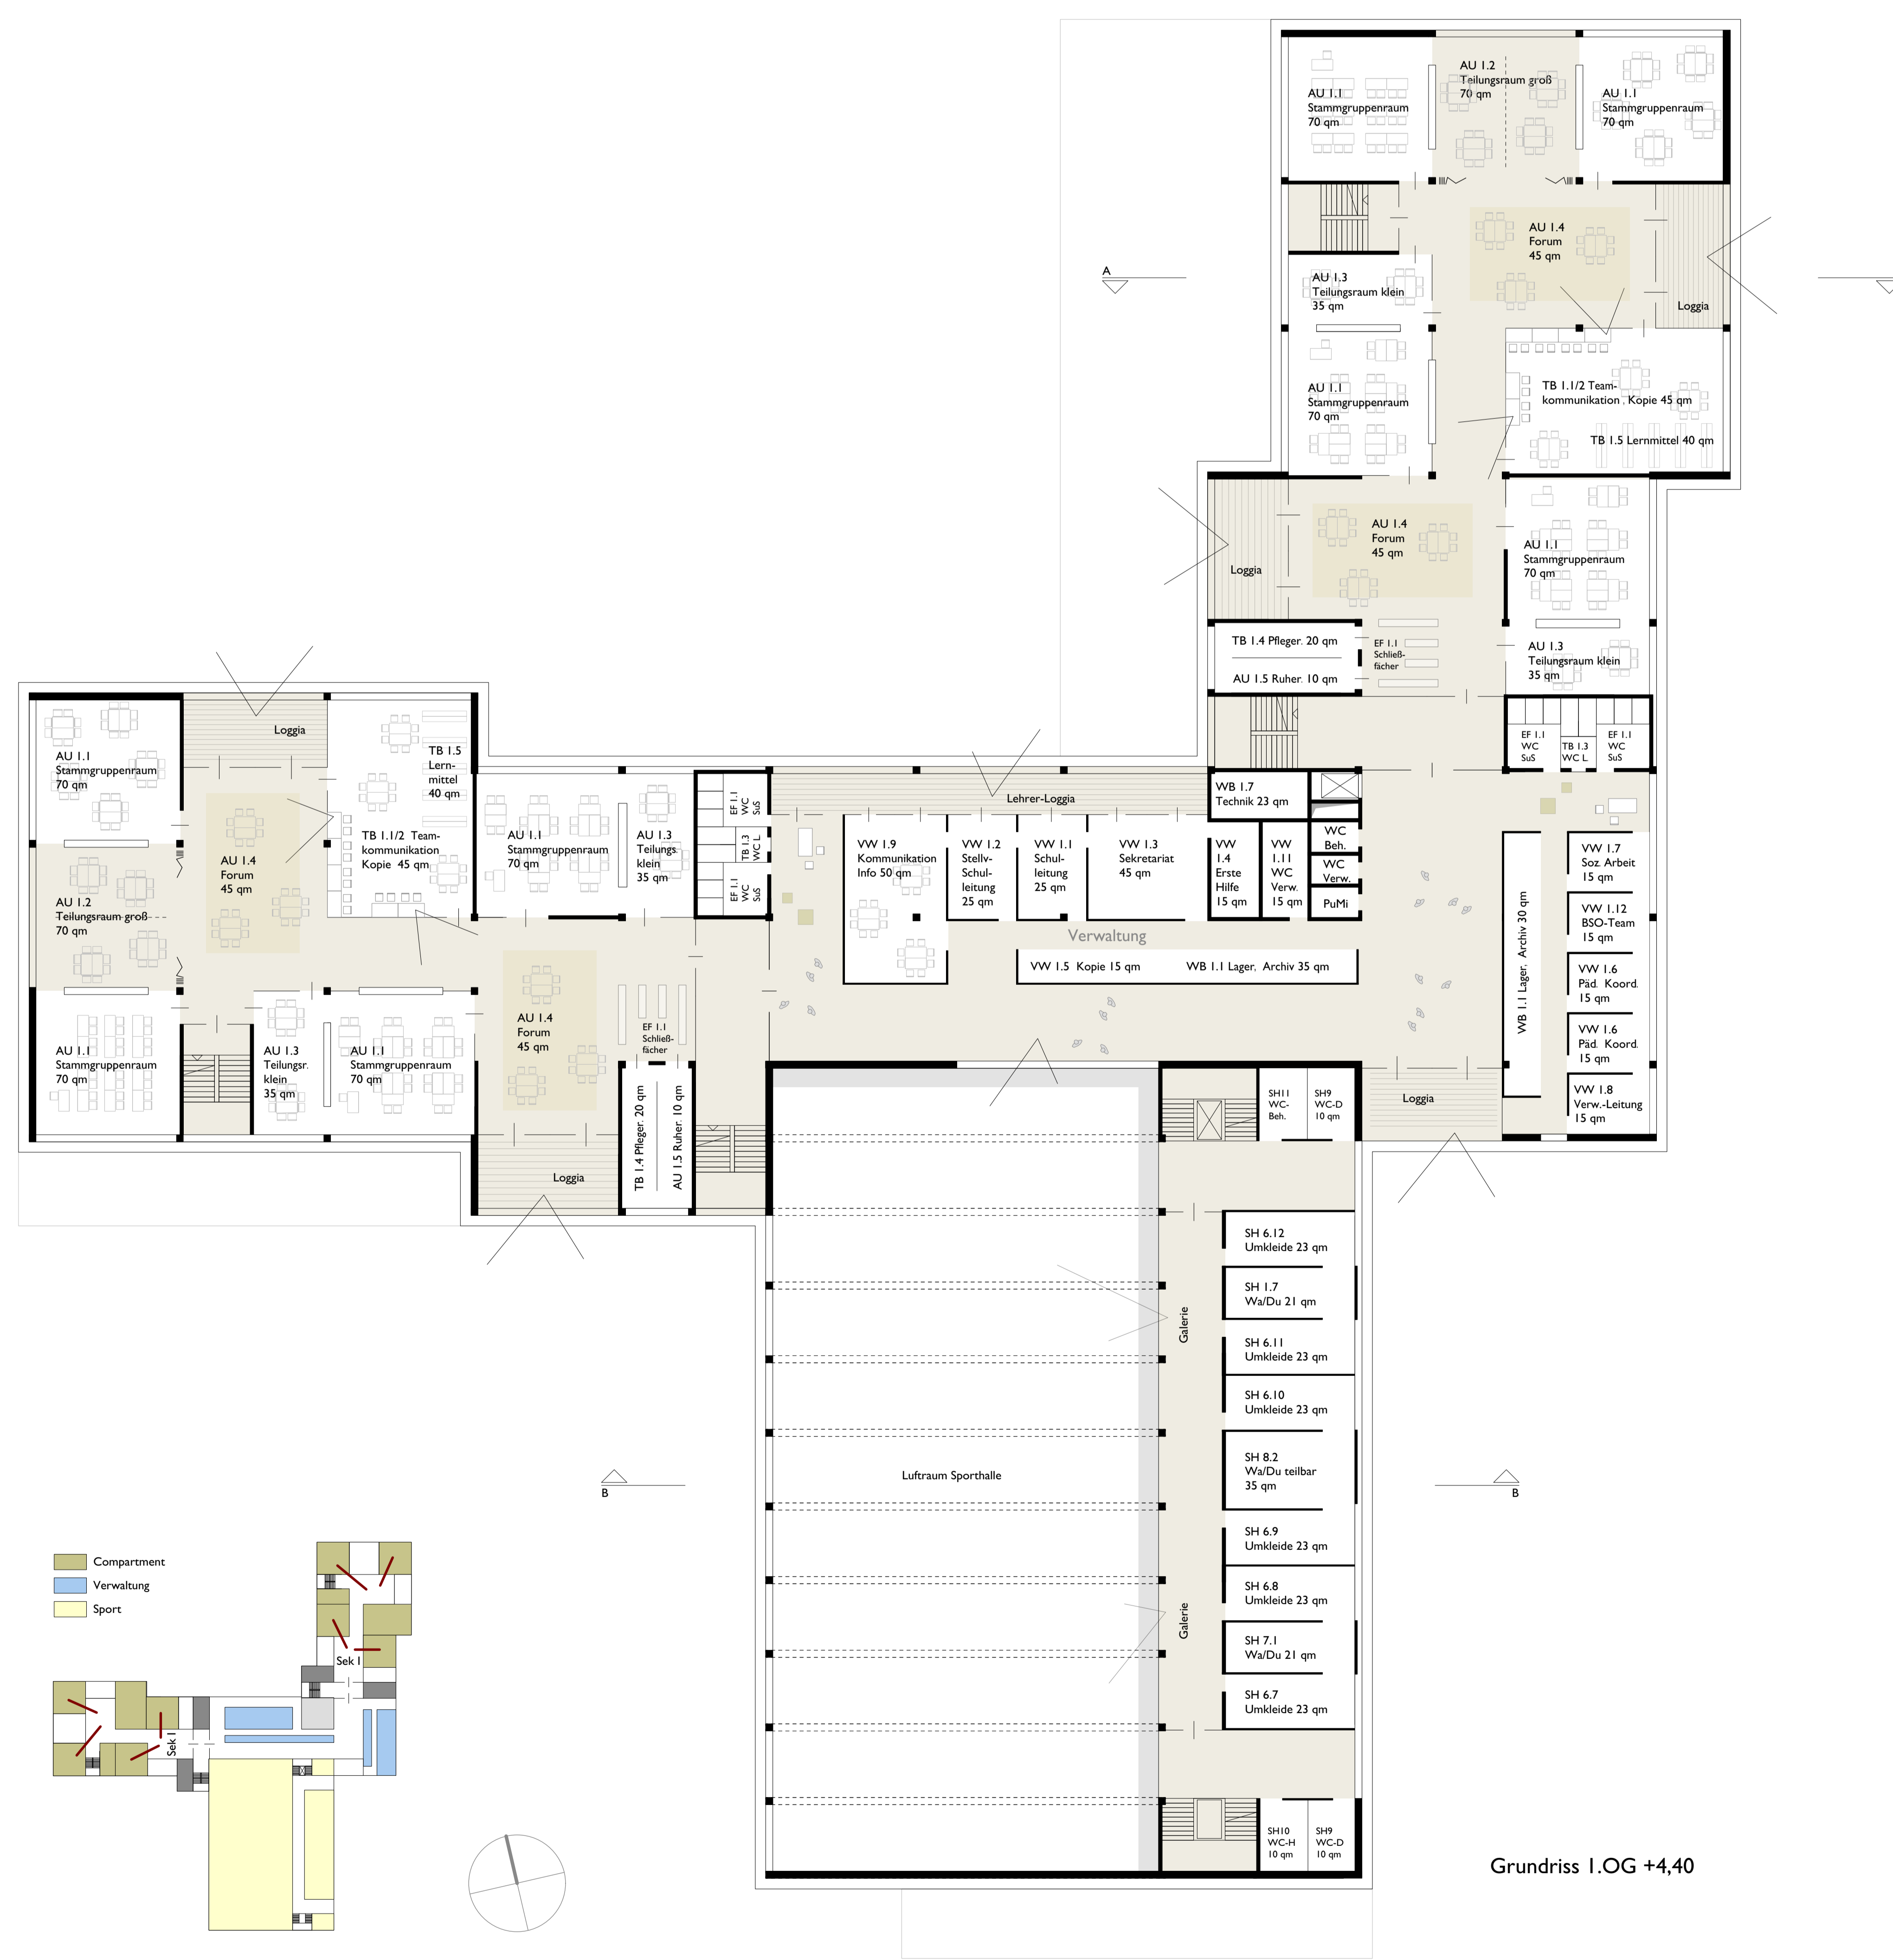 AU 1.1
Stammgruppenraum
70 qm
AU 1.2
Teilungsraum groß
70 qm
AU 1.1
Stammgruppenraum
70 qm
AU 1.4
Forum
45 qm
Loggia
A
AU 1.3
Teilungsraum klein
35 qm
AU 1.1
Stammgruppenraum
70 qm
TB 1.1/2 Team-
kommunikation , Kopie 45 qm
TB 1.5 Lernmittel 40 qm
AU 1.4
Forum
45 qm
Loggia
AU 1.1
Stammgruppenraum
70 qm
TB 1.4 Pfleger. 20 qm
AU 1.5 Ruher. 10 qm
EF 1.1
Schließ-
fächer
AU 1.3
Teilungsraum klein
35 qm
EF 1.1
WC
SuS
TB 1.3
WC L.
EF 1.1
WC
SuS
AU 1.1
Stammgruppenraum
70 qm
Loggia
TB 1.5
Lern-
mittel
40 qm
AU 1.4
Forum
45 qm
TB 1.1/2 Team-
kommunikation
Kopie 45 qm
AU 1.1
Stammgruppenraum
70 qm
AU 1.3
Teilungs.
klein
35 qm
EF 1.1
WC
SuS
TB 1.3
WC L.
EF 1.1
WC
SuS
AU 1.2
Teilungsraum groß
70 qm
AU 1.1
Stammgruppenraum
70 qm
AU 1.3
Teilungsr.
klein
35 qm
AU 1.1
Stammgruppenraum
70 qm
AU 1.4
Forum
45 qm
EF 1.1
Schließ-
fächer
TB 1.4 Pfleger. 20 qm
AU 1.5 Ruher. 10 qm
Loggia
Lehrer-Loggia
VW 1.9
Kommunikation
Info 50 qm
VW 1.2
Stellv-
Schul-
leitung
25 qm
VW 1.1
Schul-
leitung
25 qm
VW 1.3
Sekretariat
45 qm
WB 1.7
Technik 23 qm
VW
1.4
Erste
Hilfe
15 qm
VW
1.11
WC
Verw.
15 qm
WC
Beh.
WC
Verw.
PuMi
Verwaltung
VW 1.5 Kopie 15 qm
WB 1.1 Lager, Archiv 35 qm
WB 1.1 Lager, Archiv 30 qm
VW 1.7
Soz. Arbeit
15 qm
VW 1.12
BSO-Team
15 qm
VW 1.6
Päd. Koord.
15 qm
VW 1.6
Päd. Koord.
15 qm
VW 1.8
Verw.-Leitung
15 qm
Loggia
SH11
WC-
Beh.
SH9
WC-D
10 qm
SH 6.12
Umkleide 23 qm
SH 1.7
Wa/Du 21 qm
SH 6.11
Umkleide 23 qm
SH 6.10
Umkleide 23 qm
SH 8.2
Wa/Du teilbar
35 qm
SH 6.9
Umkleide 23 qm
SH 6.8
Umkleide 23 qm
SH 7.1
Wa/Du 21 qm
SH 6.7
Umkleide 23 qm
Galerie
Galerie
Luftraum Sporthalle
B
B
SH10
WC-H
10 qm
SH9
WC-D
10 qm
Compartment
Verwaltung
Sport
Sek I
Sek I
Grundriss 1.OG +4,40